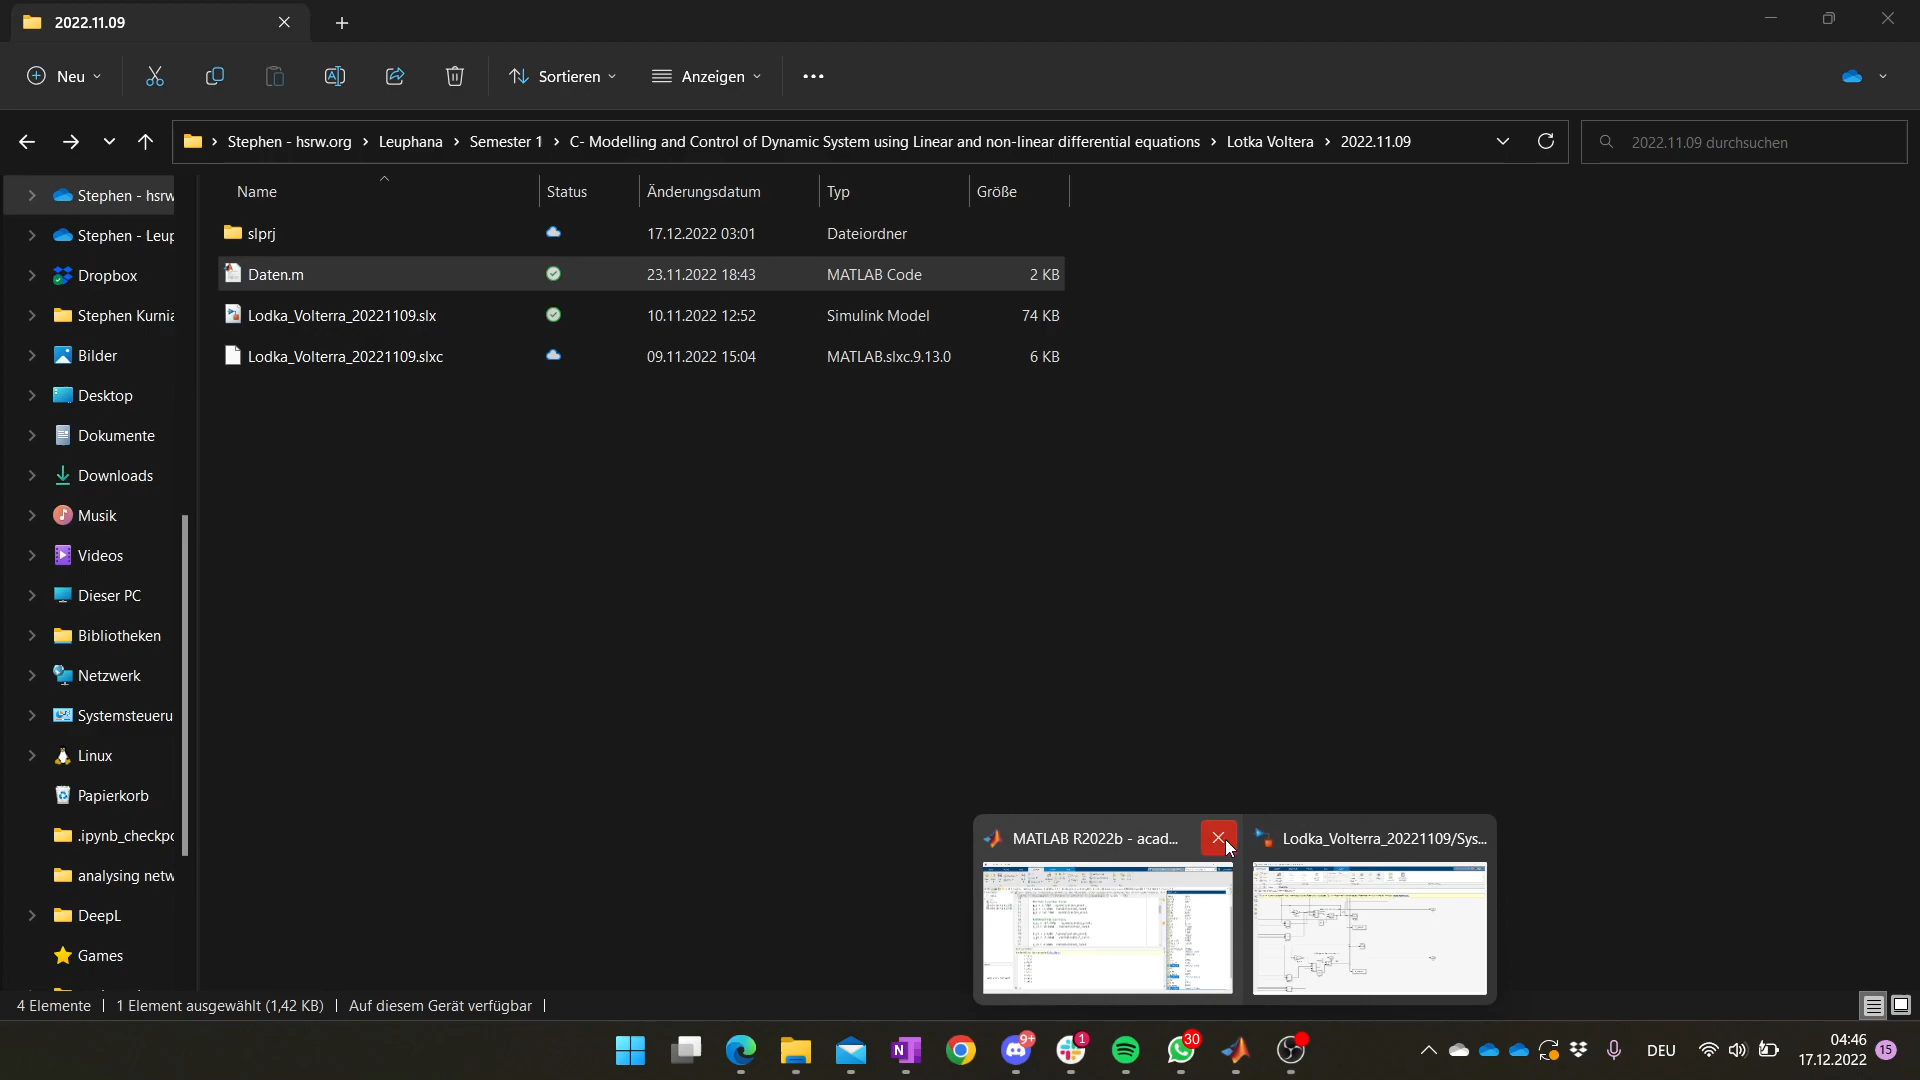 2022.11.09
Neu
Sortieren
Anzeigen
Stephen - hsrw.org > Leuphana > Semester 1 > C- Modelling and Control of Dynamic System using Linear and non-linear differential equations > Lotka Voltera > 2022.11.09
2022.11.09 durchsuchen
Name Status Änderungsdatum Typ Größe
slprj 17.12.2022 03:01 Dateiordner
Daten.m 23.11.2022 18:43 MATLAB Code 2 KB
Lodka_Volterra_20221109.slx 10.11.2022 12:52 Simulink Model 74 KB
Lodka_Volterra_20221109.slxc 09.11.2022 15:04 MATLAB.slxc.9.13.0 6 KB
Stephen - hsrw
Stephen - Leup
Dropbox
Stephen Kurnia
Bilder
Desktop
Dokumente
Downloads
Musik
Videos
Dieser PC
Bibliotheken
Netzwerk
Systemsteueru
Linux
Papierkorb
.ipynb_checkpo
analysing netw
DeepL
Games
MATLAB R2022b - acad...
Lodka_Volterra_20221109/Sys...
4 Elemente
1 Element ausgewählt (1,42 KB)
Auf diesem Gerät verfügbar
N
9+
1
30
DEU
04:46
17.12.2022
15